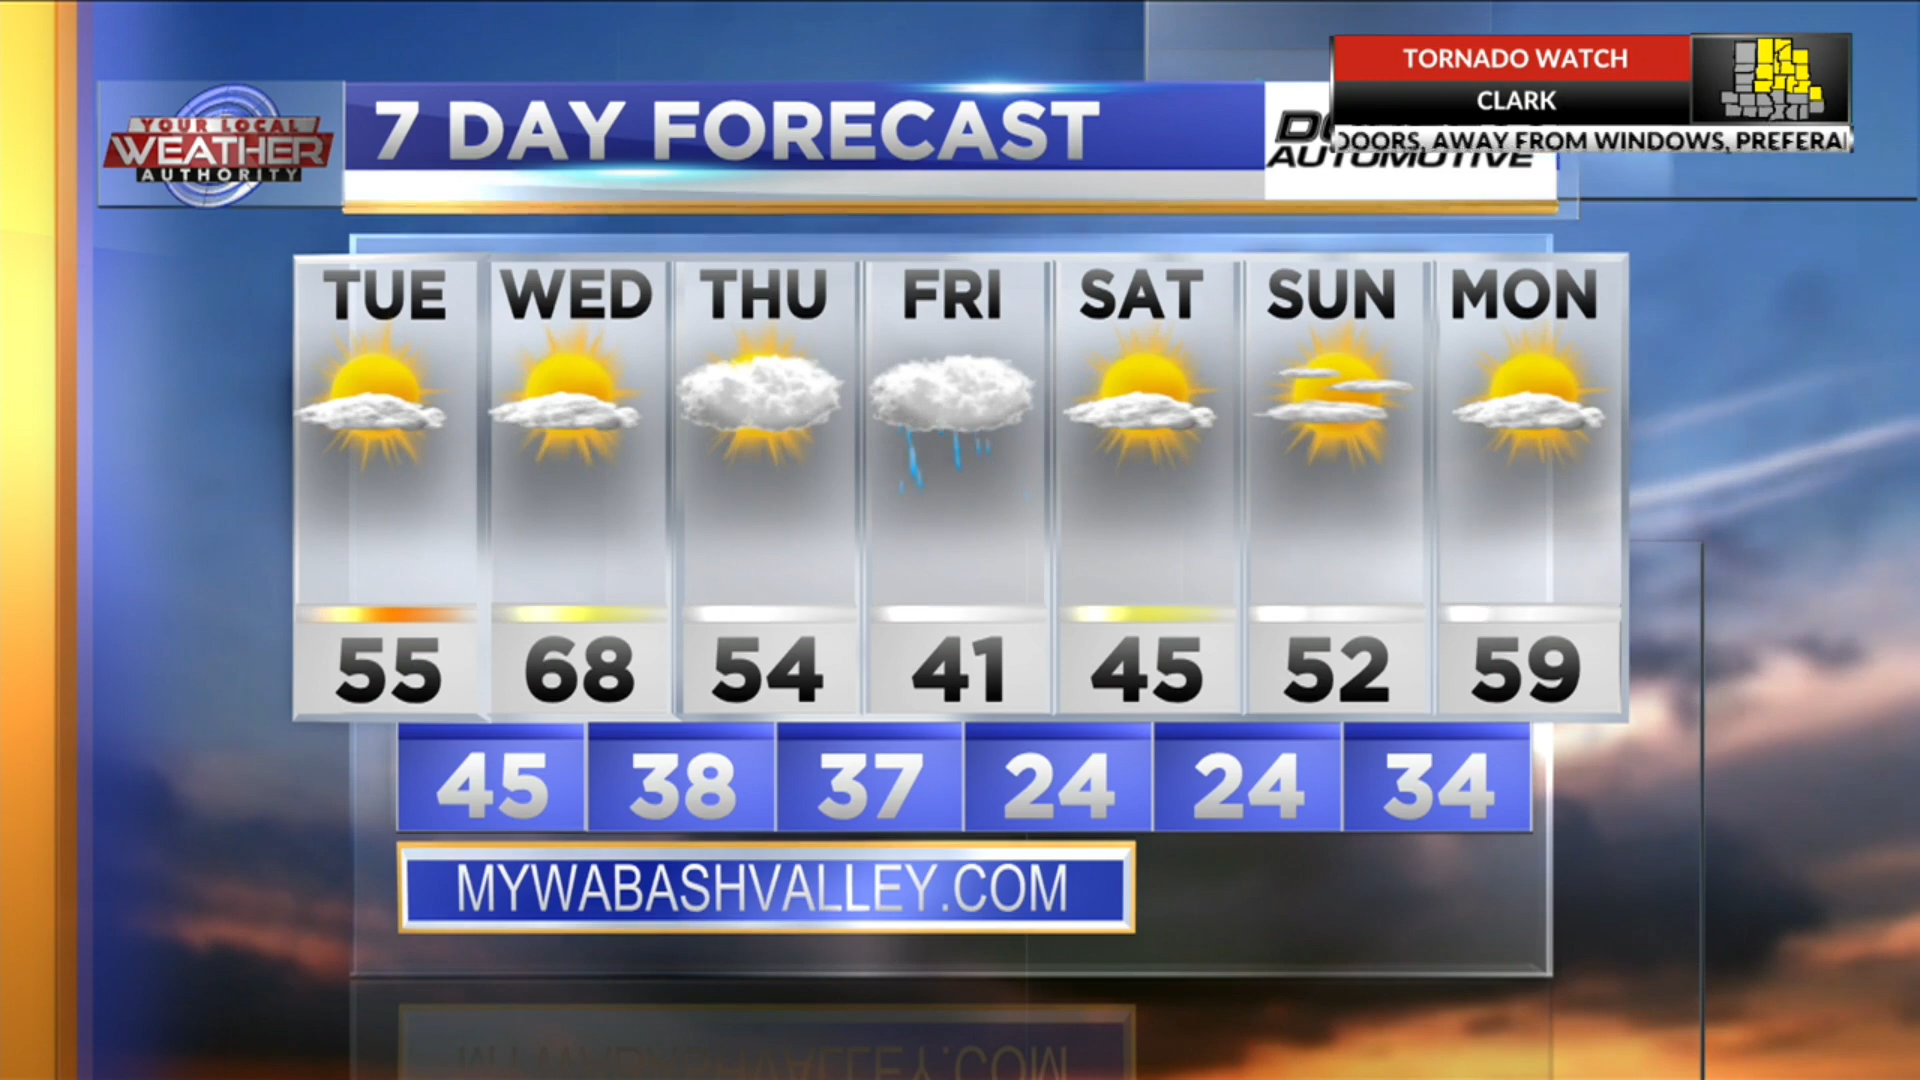 TORNADO WATCH
CLARK
DOORS, AWAY FROM WINDOWS, PREFERA
YOUR LOCAL
WEATHER
AUTHORITY
7 DAY FORECAST
AUTOMOTIVE
TUE WED THU FRI SAT SUN MON
55 68 54 41 45 52 59
45 38 37 24 24 34
MYWABASHVALLEY.COM